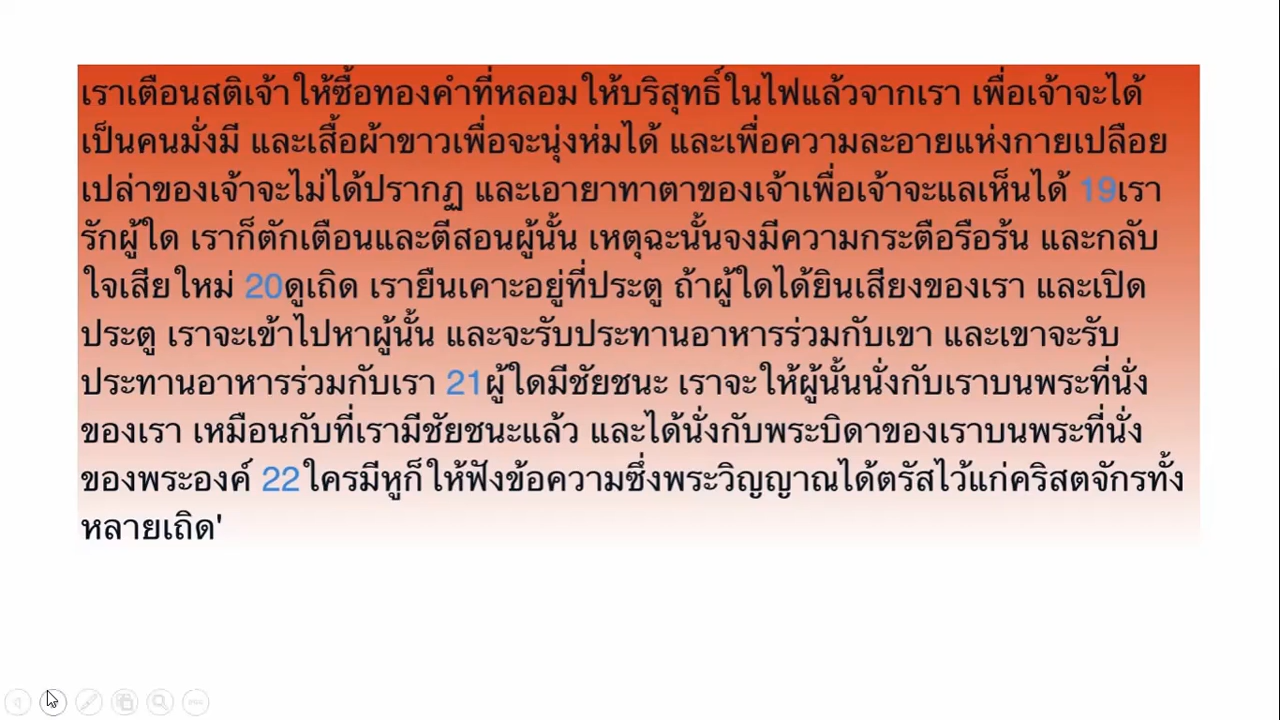 เราเตือนสติเจ้าให้ซื้อทองคำที่หลอมให้บริสุทธิ์ในไฟแล้วจากเรา เพื่อเจ้าจะได้
เป็นคนมั่งมี และเสื้อผ้าขาวเพื่อจะนุ่งห่มได้ และเพื่อความละอายแห่งกายเปลือย
เปล่าของเจ้าจะไม่ได้ปรากฏ และเอายาทาตาของเจ้าเพื่อเจ้าจะแลเห็นได้ 19เรา
รักผู้ใด เราก็ตักเตือนและตีสอนผู้นั้น เหตุฉะนั้นจงมีความกระตือรือร้น และกลับ
ใจเสียใหม่ 20ดูเถิด เรายืนเคาะอยู่ที่ประตู ถ้าผู้ใดได้ยินเสียงของเรา และเปิด
ประตู เราจะเข้าไปหาผู้นั้น และจะรับประทานอาหารร่วมกับเขา และเขาจะรับ
ประทานอาหารร่วมกับเรา 21ผู้ใดมีชัยชนะ เราจะให้ผู้นั้นนั่งกับเราบนพระที่นั่ง
ของเรา เหมือนกับที่เรามีชัยชนะแล้ว และได้นั่งกับพระบิดาของเราบนพระที่นั่ง
ของพระองค์ 22ใครมีหูก็ให้ฟังข้อความซึ่งพระวิญญาณได้ตรัสไว้แก่คริสตจักรทั้ง
หลายเถิด'